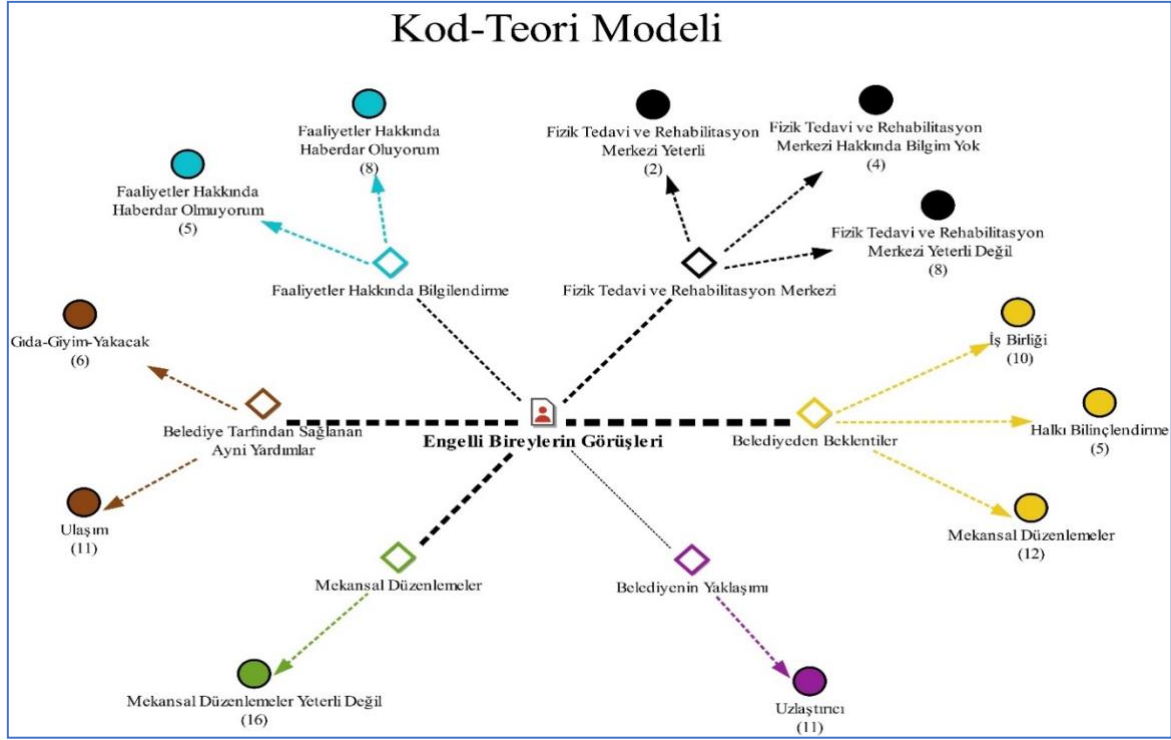 Kod-Teori Modeli
Faaliyetler Hakkında
Haberdar Oluyorum
(8)
Fizik Tedavi ve Rehabilitasyon
Merkezi Yeterli
(2)
Fizik Tedavi ve Rehabilitasyon
Merkezi Hakkında Bilgim Yok
(4)
Faaliyetler Hakkında
Haberdar Olmuyorum
(5)
Fizik Tedavi ve Rehabilitasyon
Merkezi Yeterli Değil
(8)
Faaliyetler Hakkında Bilgilendirme
Fizik Tedavi ve Rehabilitasyon Merkezi
Gıda-Giyim-Yakacak
(6)
İş Birliği
(10)
Belediye Tarfından Sağlanan
Ayni Yardımlar
Engelli Bireylerin Görüşleri
Belediyeden Beklentiler
Halkı Bilinçlendirme
(5)
Ulaşım
(11)
Mekansal Düzenlemeler
(12)
Mekansal Düzenlemeler
Belediyenin Yaklaşımı
Mekansal Düzenlemeler Yeterli Değil
(16)
Uzlaştırıcı
(11)